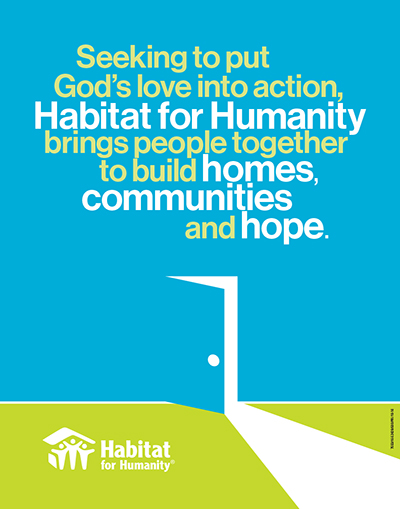 Seeking to put
God's love into action,
Habitat for Humanity
brings people together
to build homes,
communities
and hope.
Habitat
for Humanity®